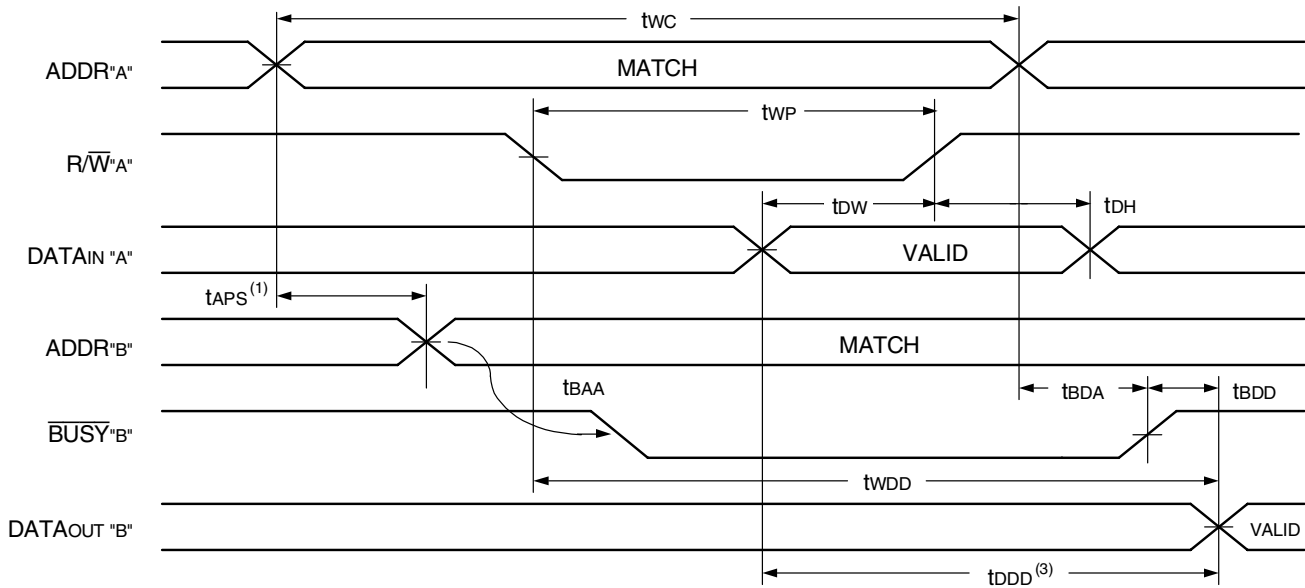 tWC
ADDR"A"
MATCH
tWP
R/W̅"A"
tDW
tDH
DATAIN "A"
VALID
tAPS(1)
ADDR"B"
MATCH
tBAA
tBDA
tBDD
B̅U̅S̅Y̅"B"
tWDD
DATAOUT "B"
VALID
tDDD(3)